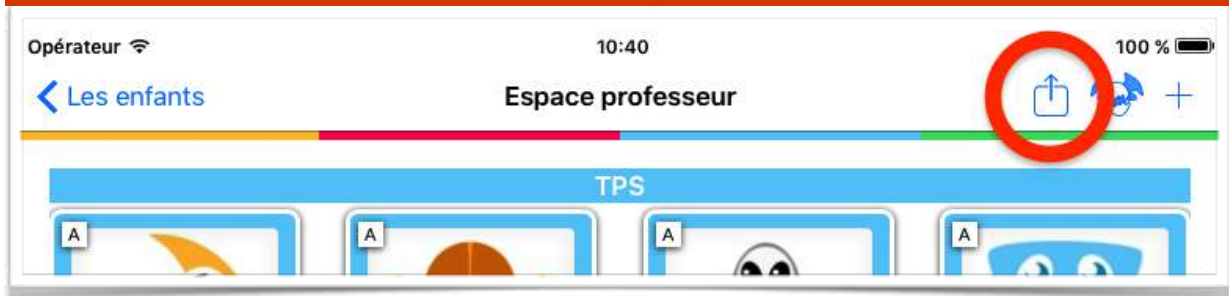 Opérateur 10:40 100 %
Les enfants Espace professeur
TPS
A A A A